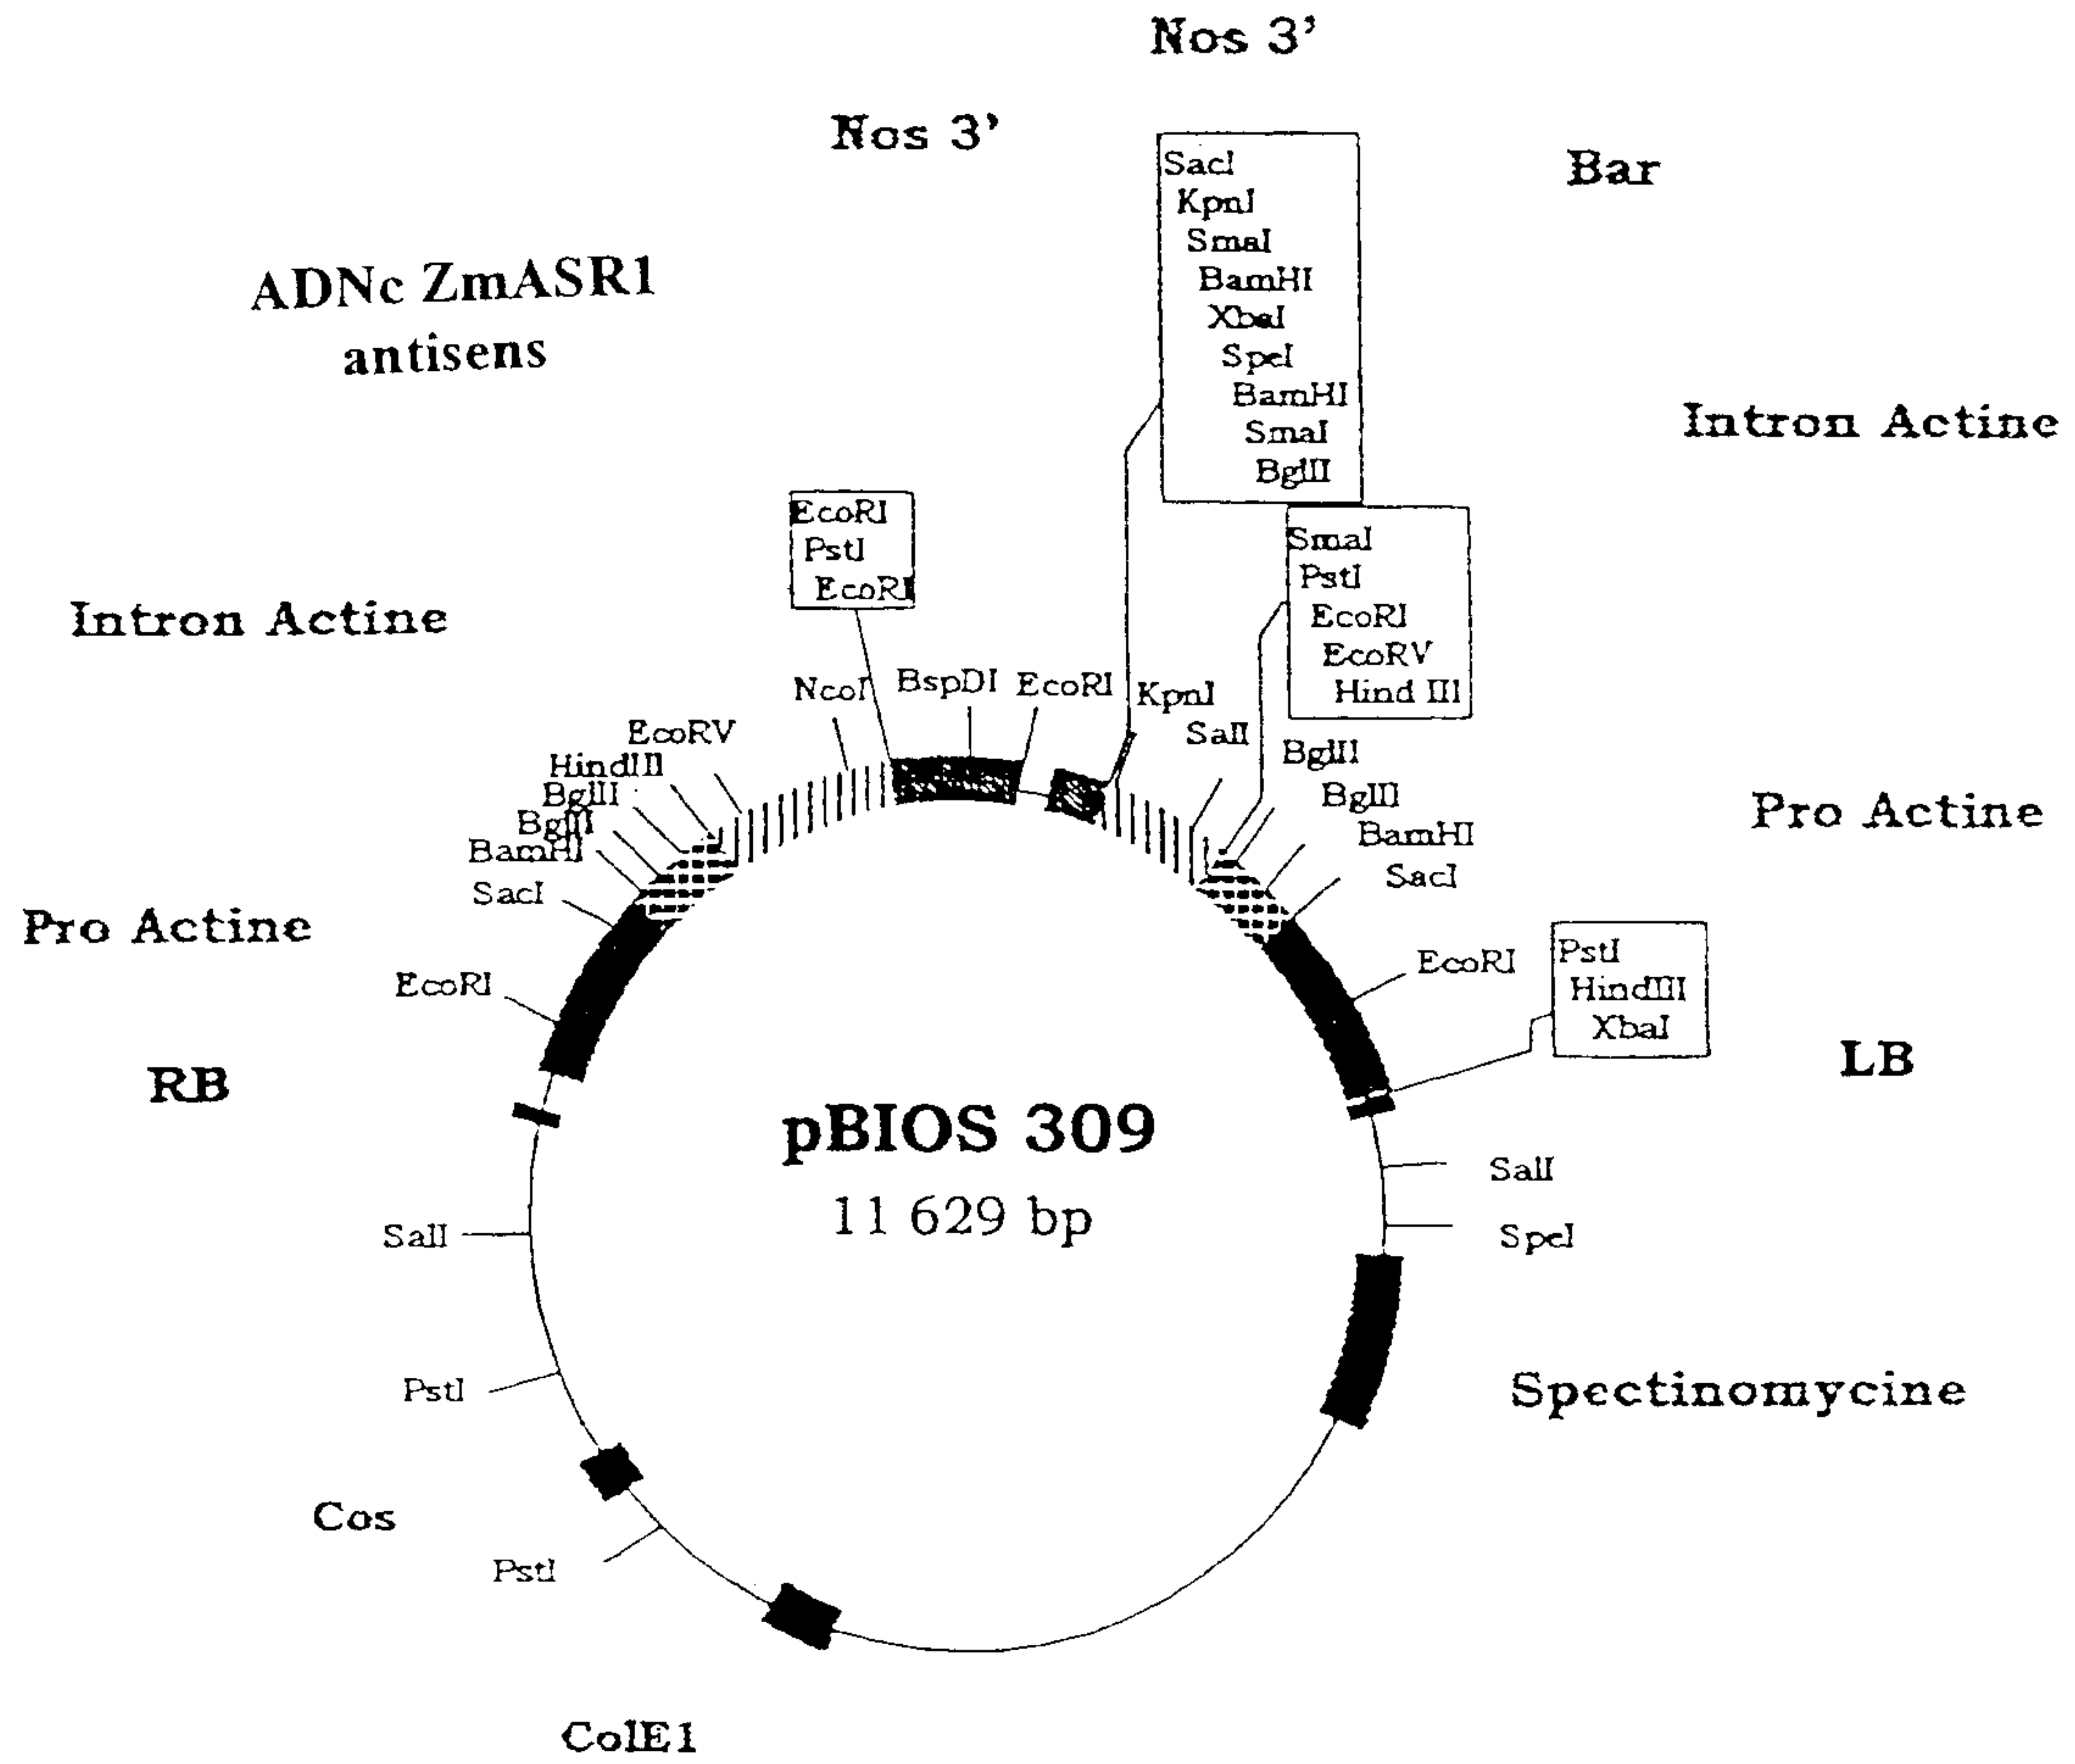 Nos 3'
Nos 3'
Bar
ADNc ZmASR1
antisens
SacI
KpnI
SmaI
BamHI
XbaI
SpeI
BamHI
SmaI
BglII
Intron Actine
EcoRI
PstI
EcoRI
SmaI
PstI
EcoRI
EcoRV
Hind III
Intron Actine
NcoI
BspDI
EcoRI
KpnI
SalI
EcoRV
HindIII
BglII
BglII
BamHI
SacI
BglII
BglII
BamHI
SacI
Pro Actine
Pro Actine
EcoRI
EcoRI
PstI
HindIII
XbaI
RB
LB
pBIOS 309
11 629 bp
SalI
SalI
SpeI
PstI
Spectinomycine
Cos
PstI
ColE1